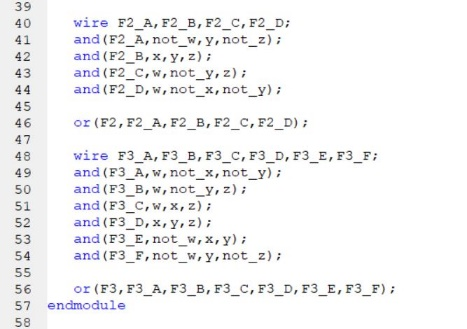 39
40 wire F2_A,F2_B,F2_C,F2_D;
41 and(F2_A,not_w,y,not_z);
42 and(F2_B,x,y,z);
43 and(F2_C,w,not_y,z);
44 and(F2_D,w,not_x,not_y);
45
46 or(F2,F2_A,F2_B,F2_C,F2_D);
47
48 wire F3_A,F3_B,F3_C,F3_D,F3_E,F3_F;
49 and(F3_A,w,not_x,not_y);
50 and(F3_B,w,not_y,z);
51 and(F3_C,w,x,z);
52 and(F3_D,x,y,z);
53 and(F3_E,not_w,x,y);
54 and(F3_F,not_w,y,not_z);
55
56 or(F3,F3_A,F3_B,F3_C,F3_D,F3_E,F3_F);
57 endmodule
58